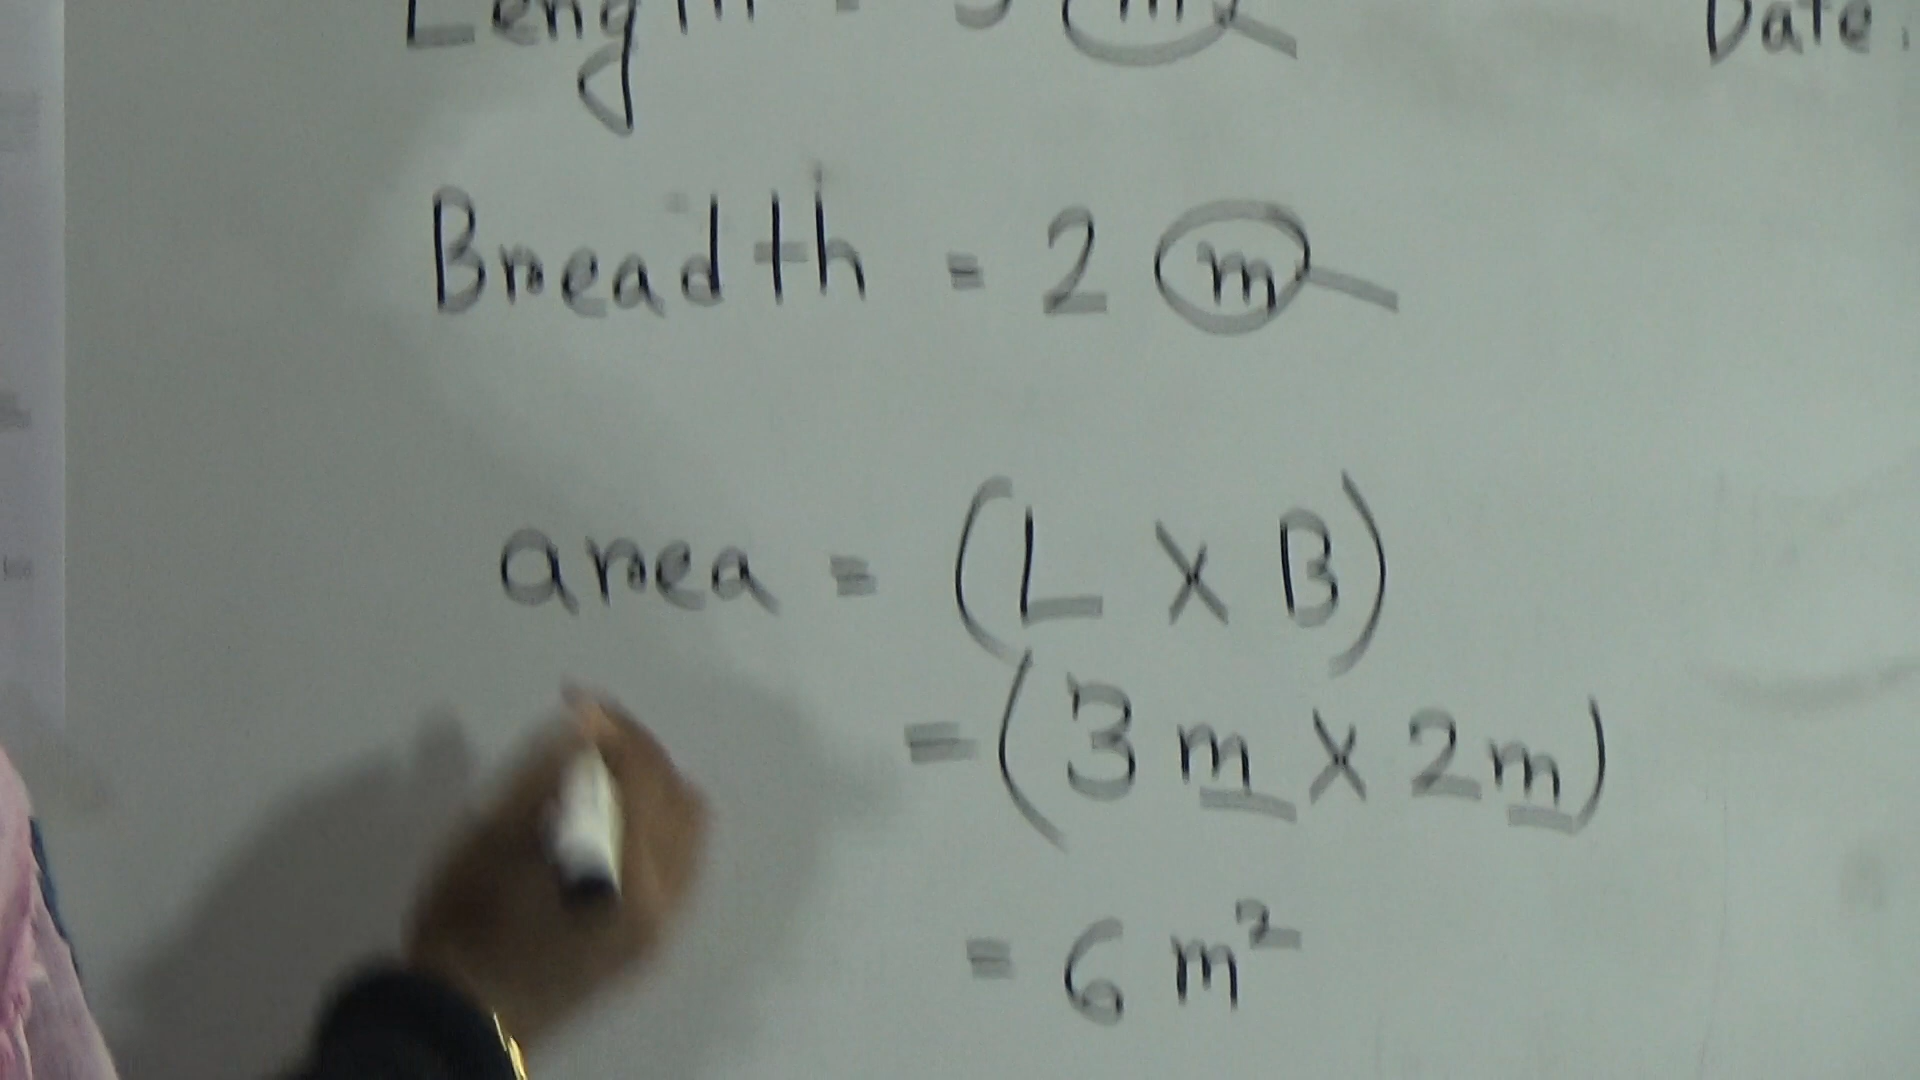 Length = 3 m
Date:
Breadth = 2 m
area = (L X B)
= (3 m X 2 m)
= 6 m²